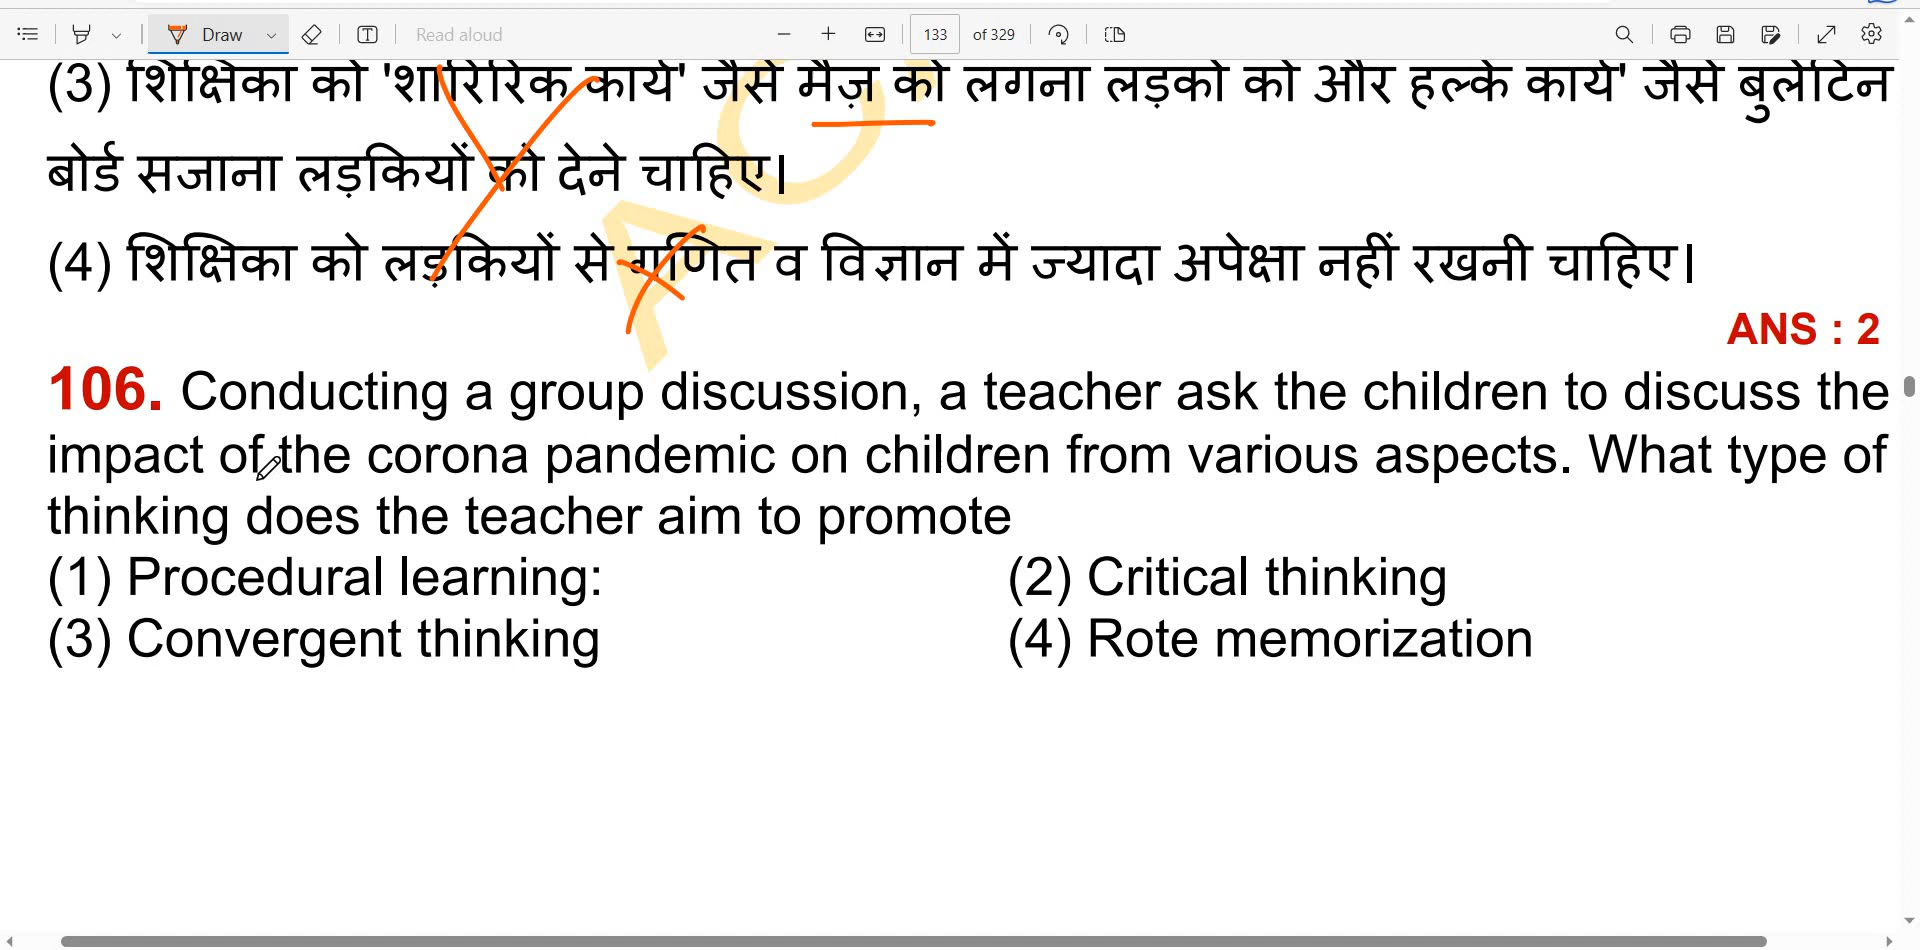 Draw
Read aloud
133 of 329
(3) शिक्षिका को 'शारिरिक कार्य' जैसे मैज़ को लगना लड़को को और हल्के कार्य' जैसे बुलेटिन
बोर्ड सजाना लड़कियों को देने चाहिए।
(4) शिक्षिका को लड़कियों से गणित व विज्ञान में ज्यादा अपेक्षा नहीं रखनी चाहिए।
ANS : 2
106. Conducting a group discussion, a teacher ask the children to discuss the
impact of the corona pandemic on children from various aspects. What type of
thinking does the teacher aim to promote
(1) Procedural learning: (2) Critical thinking
(3) Convergent thinking (4) Rote memorization